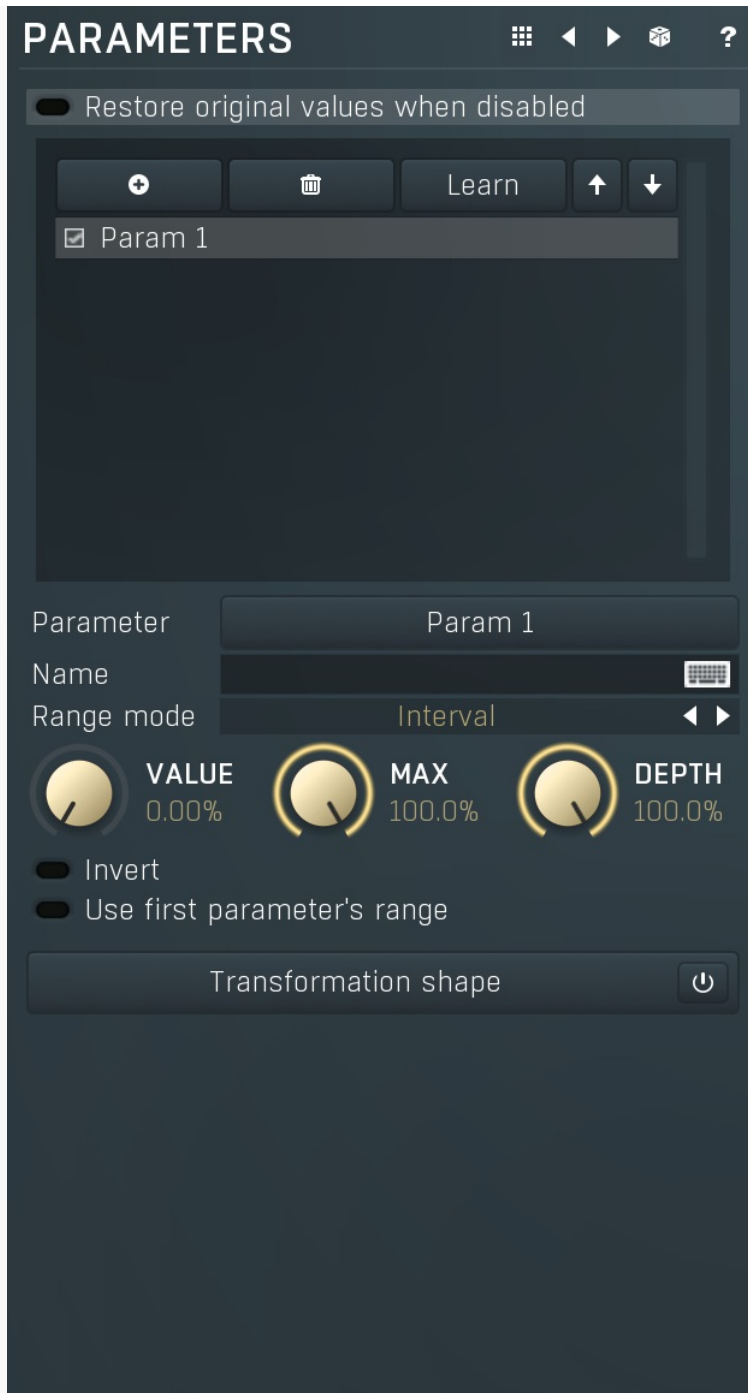 PARAMETERS ?
Restore original values when disabled
Learn
Param 1
Parameter Param 1
Name
Range mode Interval
VALUE MAX DEPTH
0.00% 100.0% 100.0%
Invert
Use first parameter's range
Transformation shape